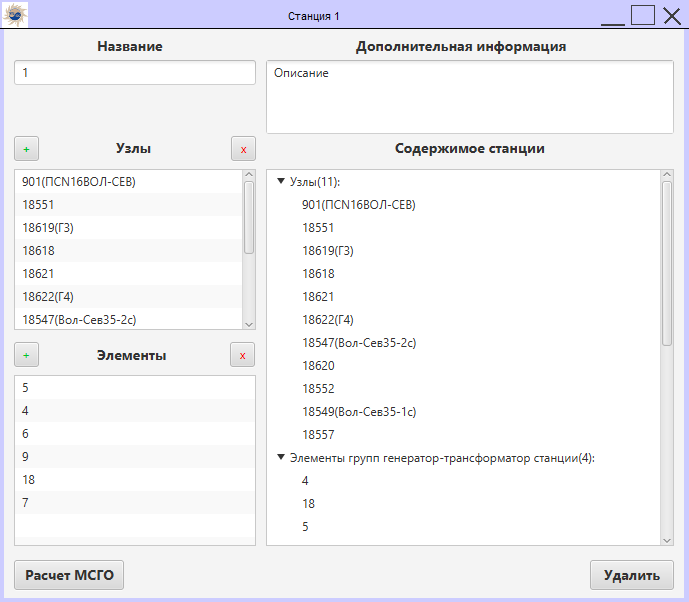 Станция 1
Название
1
Дополнительная информация
Описание
+ Узлы x
901(ПСN16ВОЛ-СЕВ)
18551
18619(Г3)
18618
18621
18622(Г4)
18547(Вол-Сев35-2с)
+ Элементы x
5
4
6
9
18
7
Содержимое станции
Узлы(11):
901(ПСN16ВОЛ-СЕВ)
18551
18619(Г3)
18618
18621
18622(Г4)
18547(Вол-Сев35-2с)
18620
18552
18549(Вол-Сев35-1с)
18557
Элементы групп генератор-трансформатор станции(4):
4
18
5
Расчет МСГО
Удалить